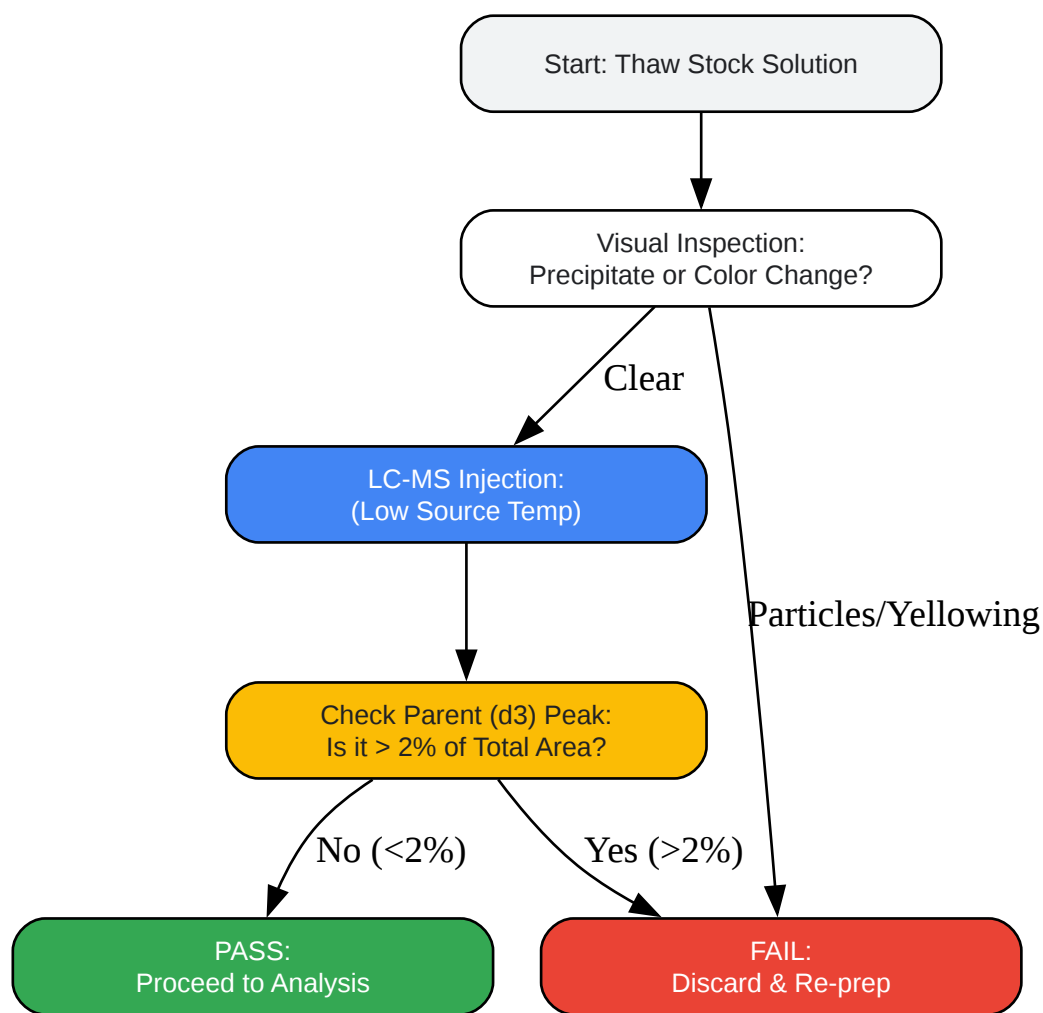 Start: Thaw Stock Solution
Visual Inspection:
Precipitate or Color Change?
Clear
LC-MS Injection:
(Low Source Temp)
Particles/Yellowing
Check Parent (d3) Peak:
Is it > 2% of Total Area?
No (<2%)
Yes (>2%)
PASS:
Proceed to Analysis
FAIL:
Discard & Re-prep